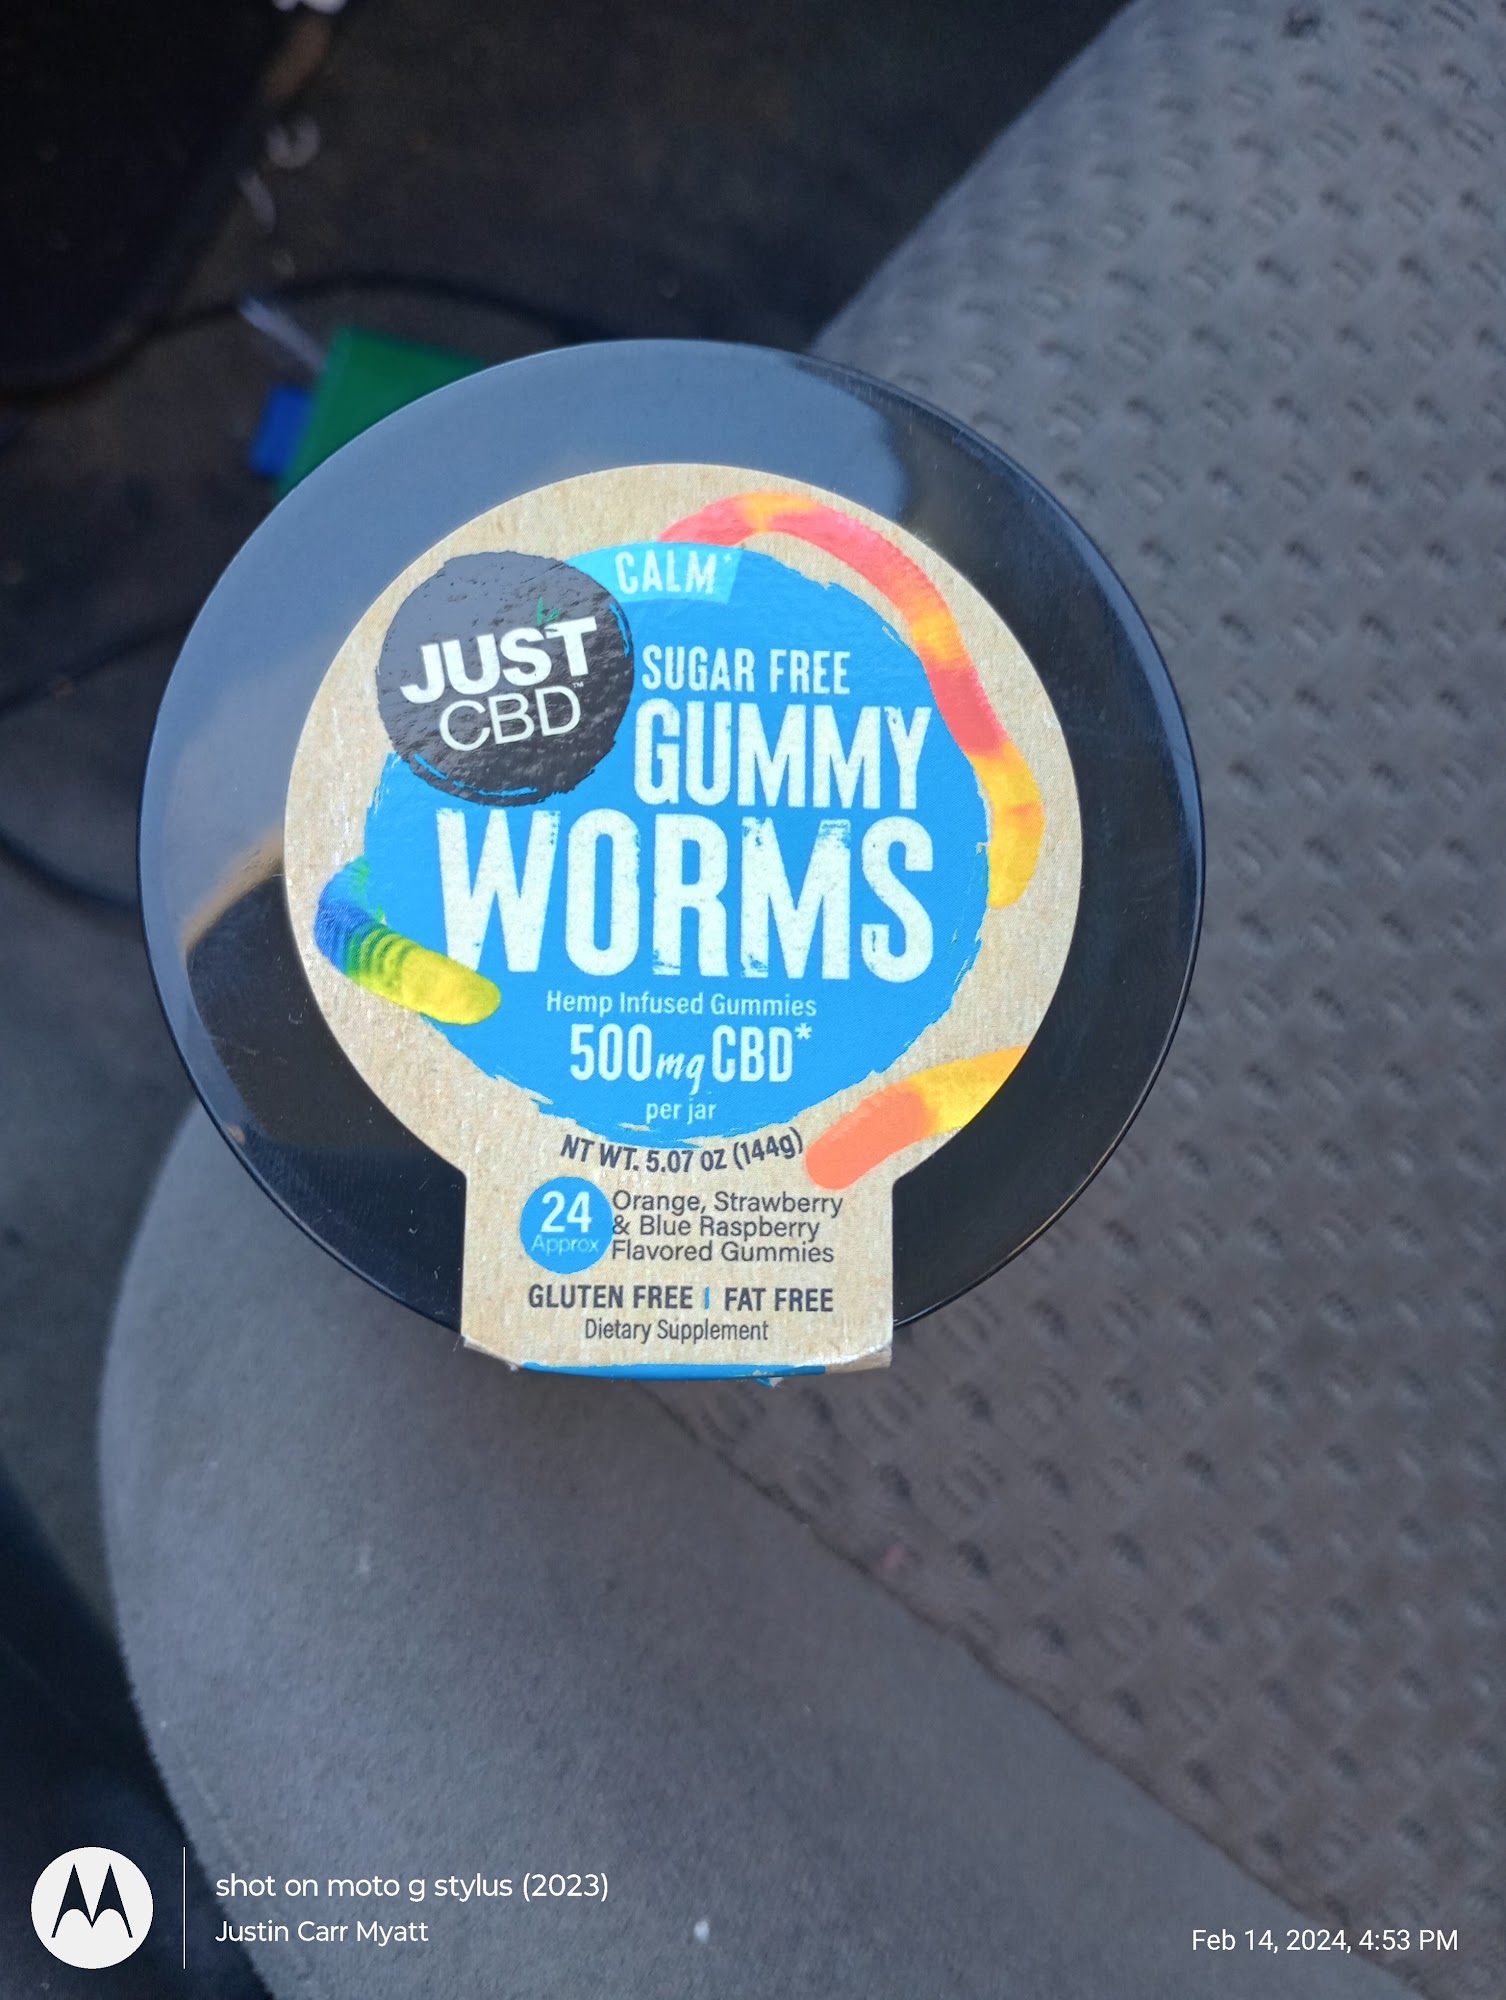 CALM*
JUST
CBD™
SUGAR FREE
GUMMY
WORMS
Hemp Infused Gummies
500mg CBD*
per jar
NT WT. 5.07 OZ (144g)
24
Approx
Orange, Strawberry
& Blue Raspberry
Flavored Gummies
GLUTEN FREE | FAT FREE
Dietary Supplement
shot on moto g stylus (2023)
Justin Carr Myatt
Feb 14, 2024, 4:53 PM